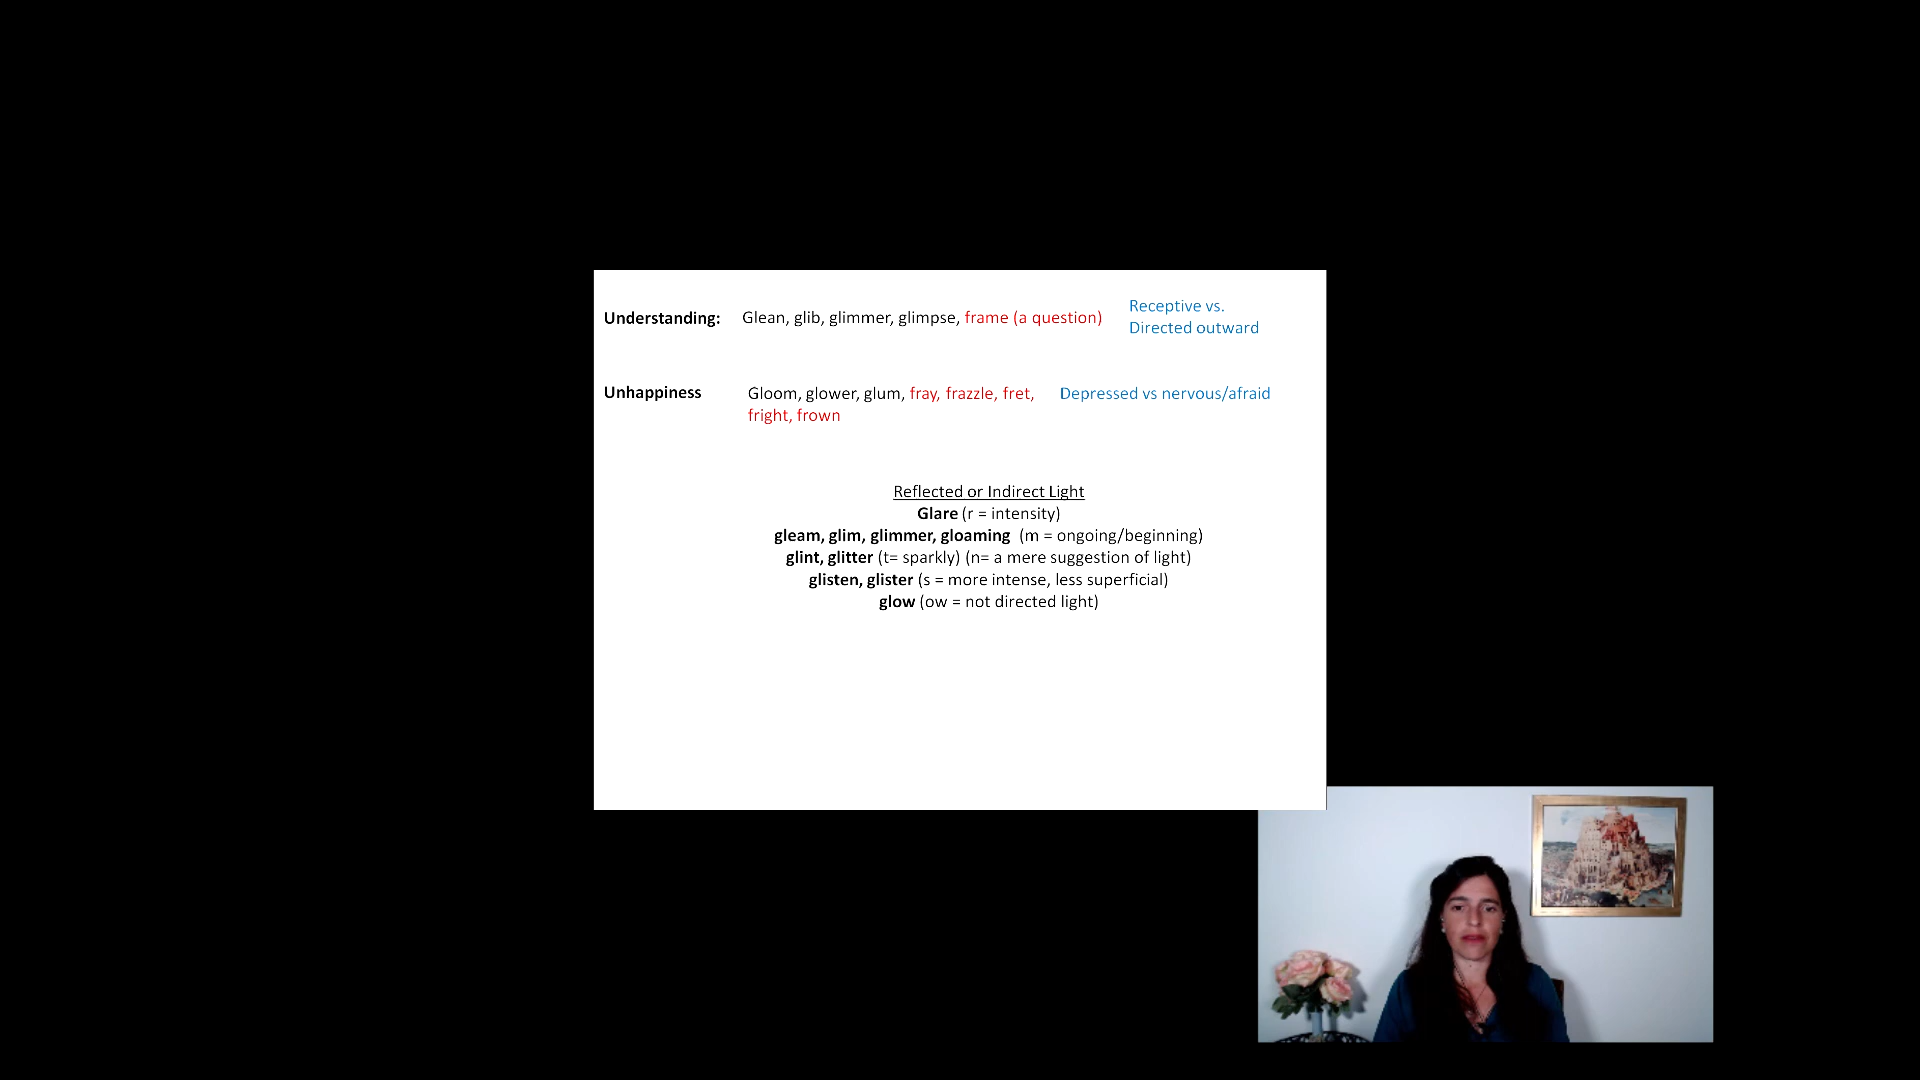 Understanding: Glean, glib, glimmer, glimpse, frame (a question) Receptive vs.
Directed outward
Unhappiness Gloom, glower, glum, fray, frazzle, fret, Depressed vs nervous/afraid
fright, frown
Reflected or Indirect Light
Glare (r = intensity)
gleam, glim, glimmer, gloaming (m = ongoing/beginning)
glint, glitter (t= sparkly) (n= a mere suggestion of light)
glisten, glister (s = more intense, less superficial)
glow (ow = not directed light)